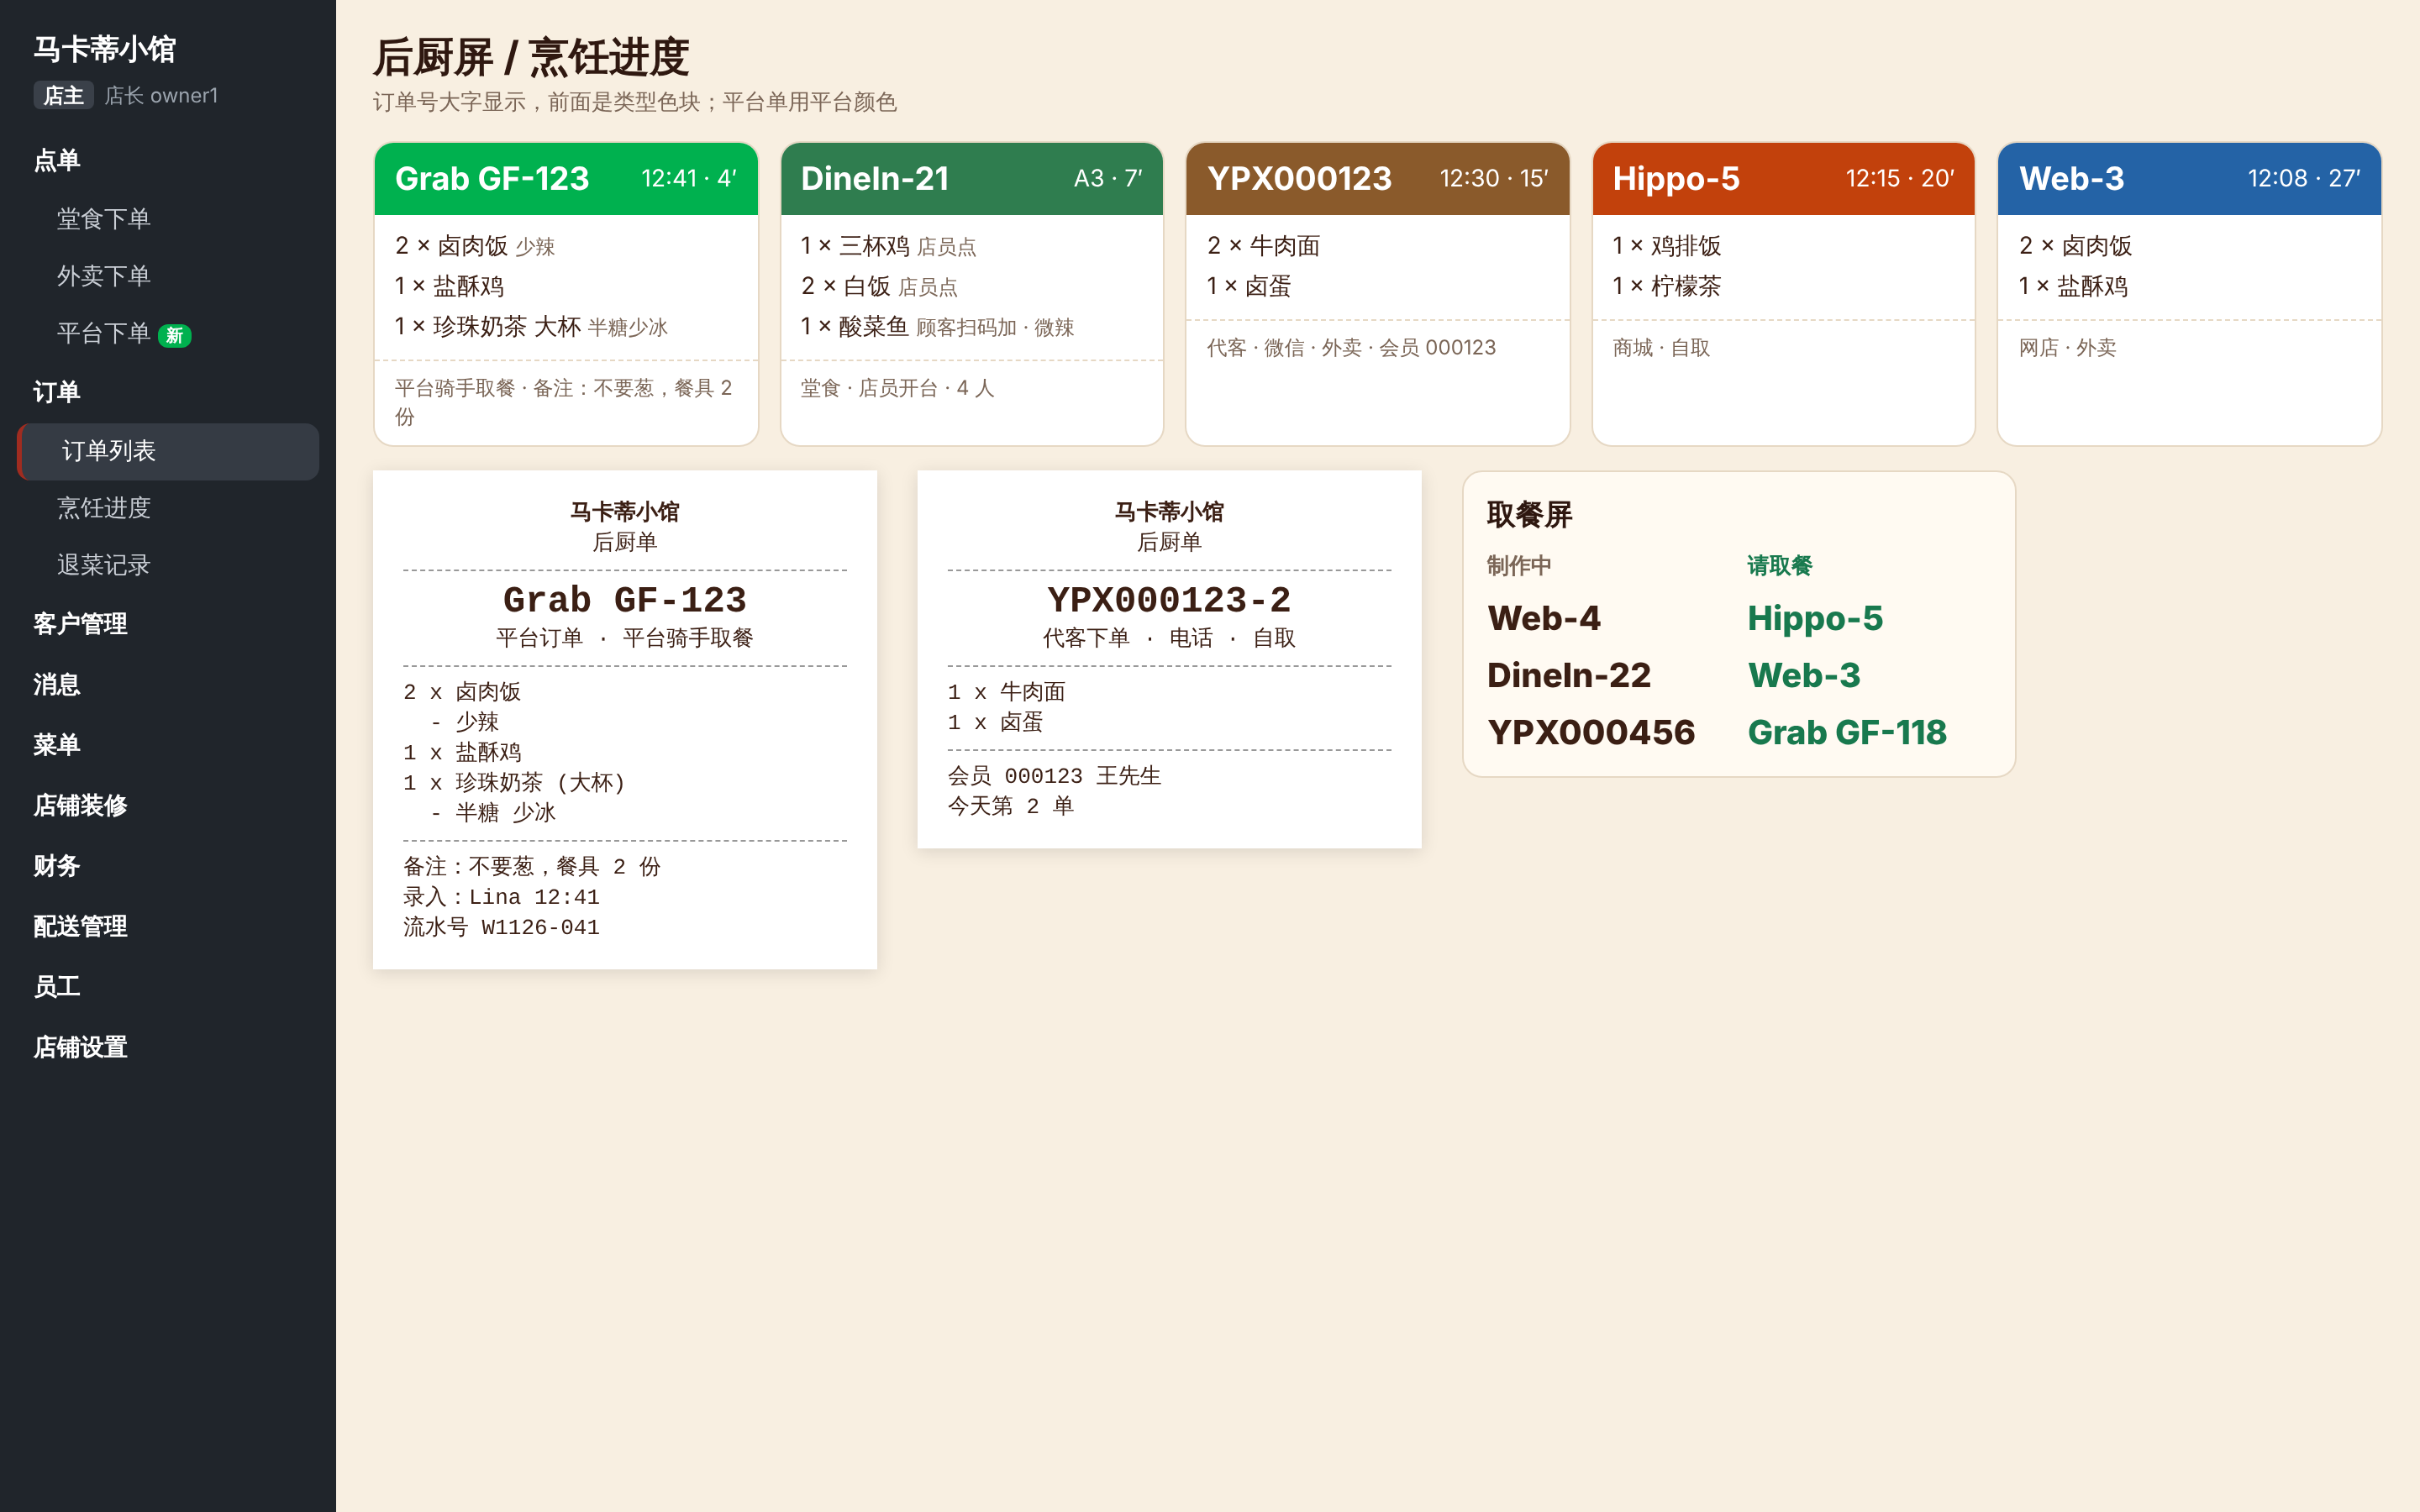 马卡蒂小馆
店主 店长 owner1
点单
堂食下单
外卖下单
平台下单 新
订单
订单列表
烹饪进度
退菜记录
客户管理
消息
菜单
店铺装修
财务
配送管理
员工
店铺设置
后厨屏 / 烹饪进度
订单号大字显示，前面是类型色块；平台单用平台颜色
Grab GF-123 12:41 · 4′
2 × 卤肉饭 少辣
1 × 盐酥鸡
1 × 珍珠奶茶 大杯 半糖少冰
平台骑手取餐 · 备注：不要葱，餐具 2
份
DineIn-21 A3 · 7′
1 × 三杯鸡 店员点
2 × 白饭 店员点
1 × 酸菜鱼 顾客扫码加 · 微辣
堂食 · 店员开台 · 4 人
YPX000123 12:30 · 15′
2 × 牛肉面
1 × 卤蛋
代客 · 微信 · 外卖 · 会员 000123
Hippo-5 12:15 · 20′
1 × 鸡排饭
1 × 柠檬茶
商城 · 自取
Web-3 12:08 · 27′
2 × 卤肉饭
1 × 盐酥鸡
网店 · 外卖
马卡蒂小馆
后厨单
Grab GF-123
平台订单 · 平台骑手取餐
2 x 卤肉饭
- 少辣
1 x 盐酥鸡
1 x 珍珠奶茶 (大杯)
- 半糖 少冰
备注：不要葱，餐具 2 份
录入：Lina 12:41
流水号 W1126-041
马卡蒂小馆
后厨单
YPX000123-2
代客下单 · 电话 · 自取
1 x 牛肉面
1 x 卤蛋
会员 000123 王先生
今天第 2 单
取餐屏
制作中 请取餐
Web-4 Hippo-5
DineIn-22 Web-3
YPX000456 Grab GF-118